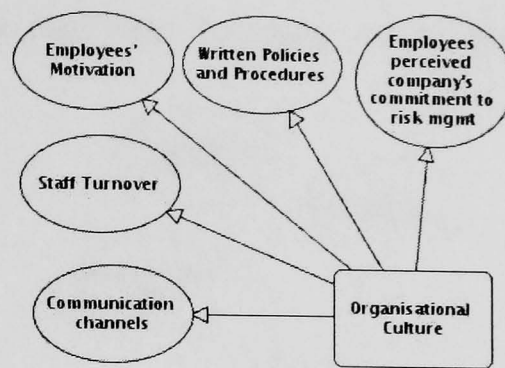 Employees'
Motivation
Written Policies
and Procedures
Employees
perceived
company's
commitment to
risk mgmt
Staff Turnover
Communication
channels
Organisational
Culture